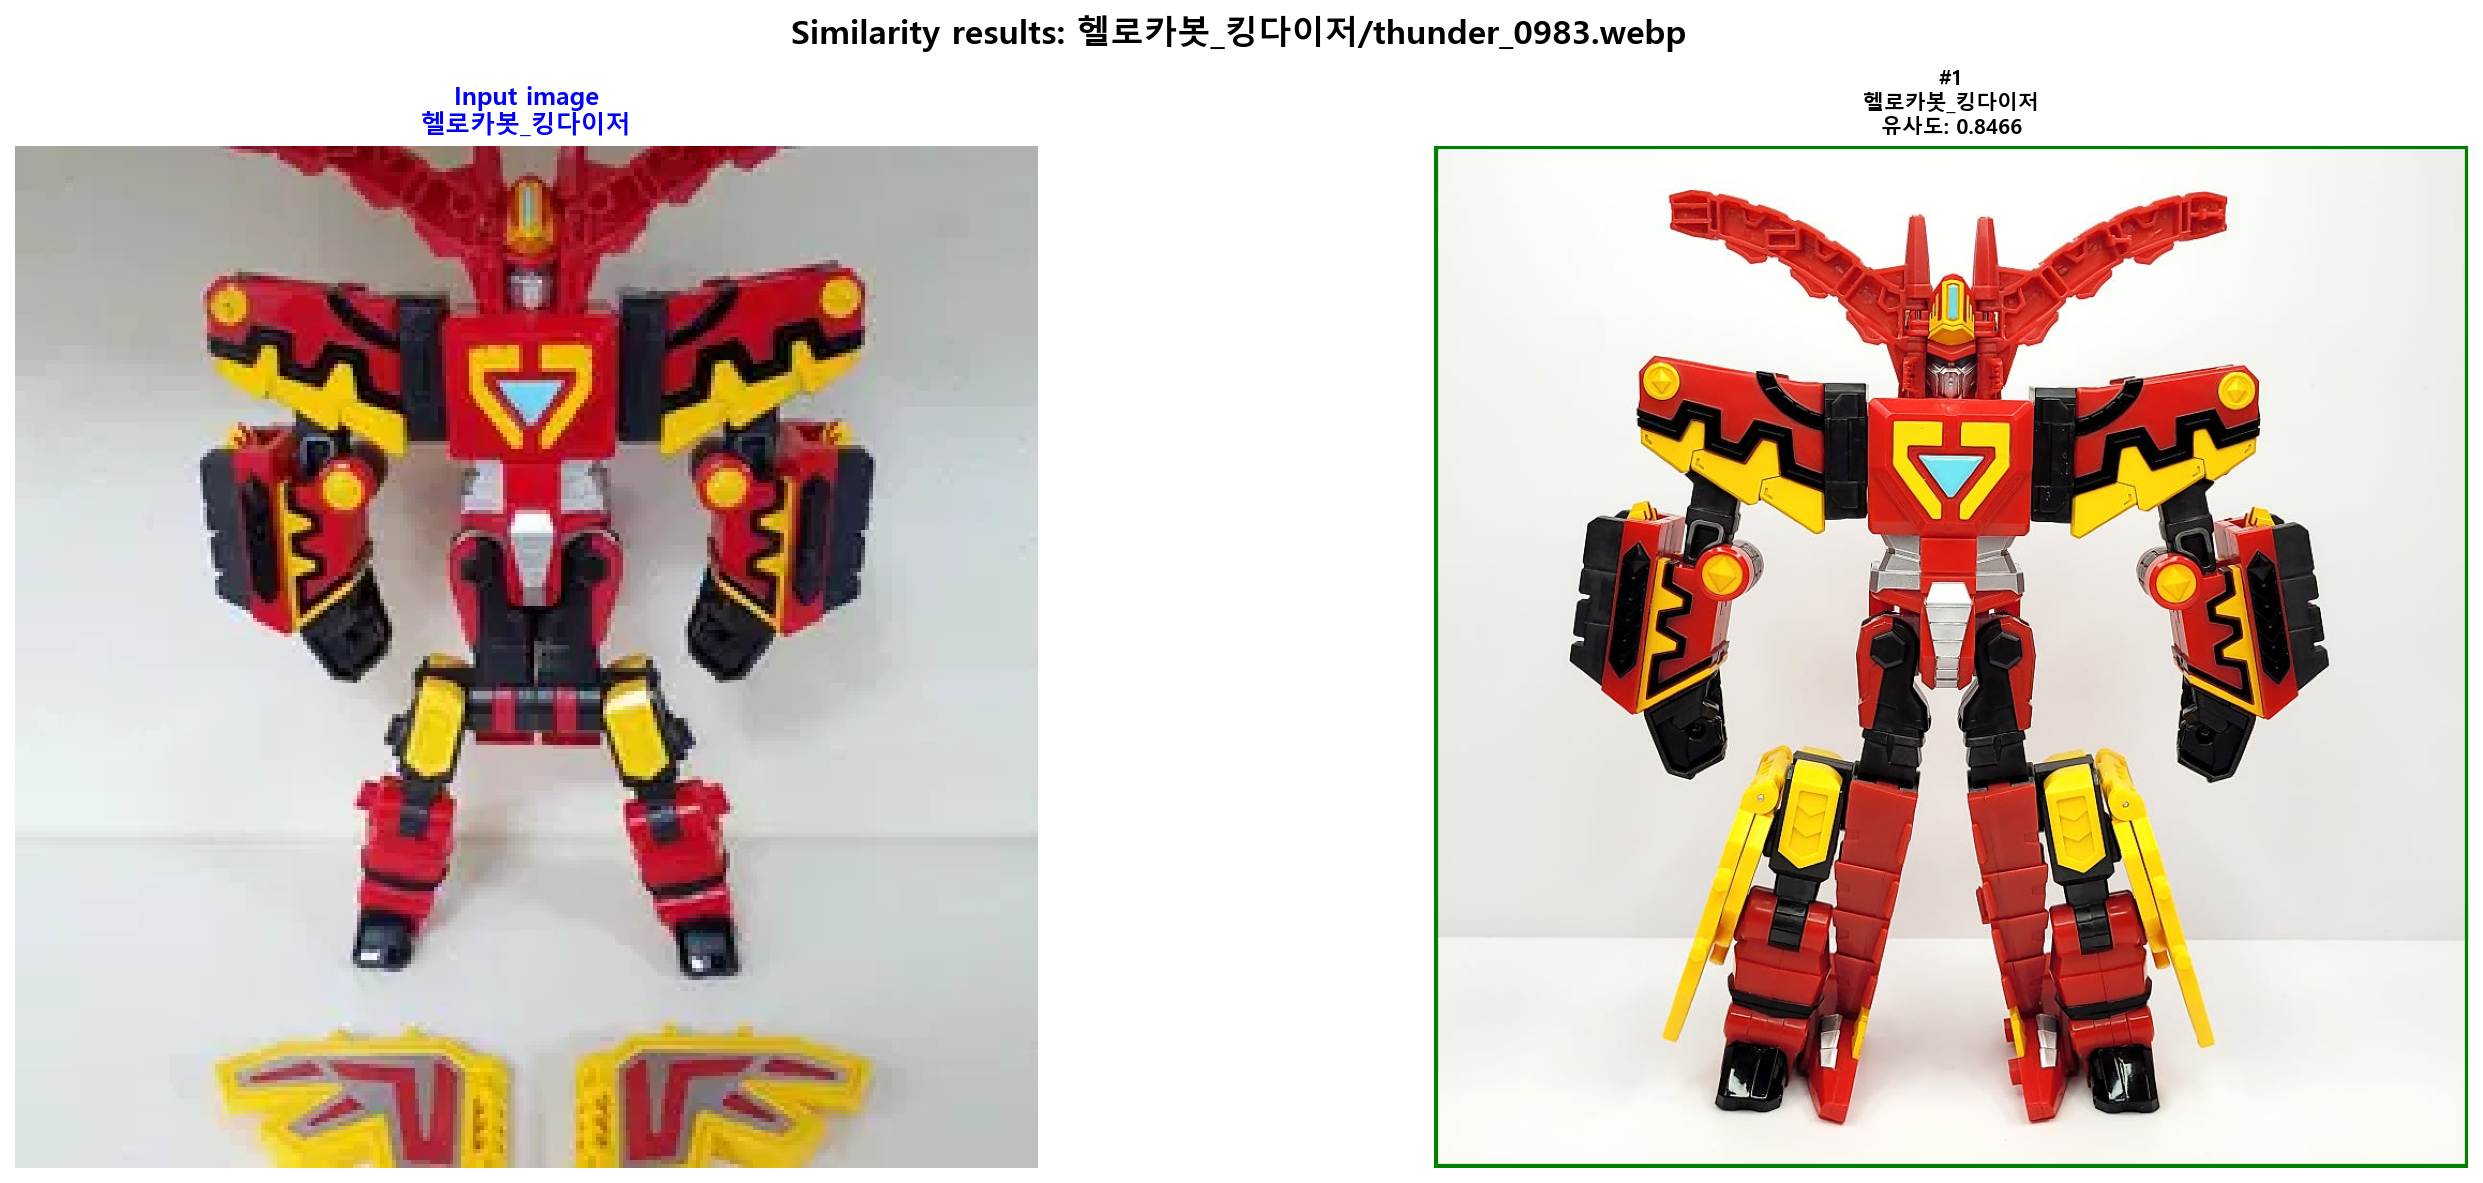 Similarity results: 헬로카봇_킹다이저/thunder_0983.webp
Input image
헬로카봇_킹다이저
#1
헬로카봇_킹다이저
유사도: 0.8466